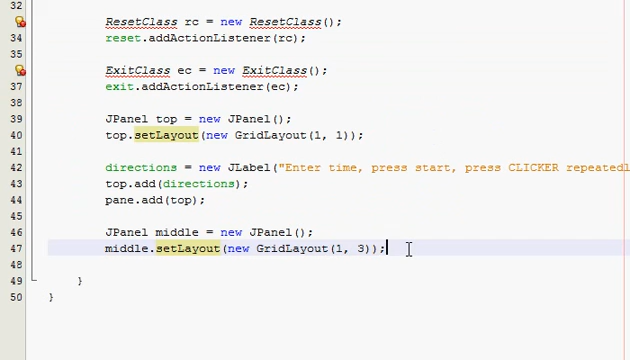 32
ResetClass rc = new ResetClass();
34 reset.addActionListener(rc);
35
ExitClass ec = new ExitClass();
37 exit.addActionListener(ec);
38
39 JPanel top = new JPanel();
40 top.setLayout(new GridLayout(1, 1));
41
42 directions = new JLabel("Enter time, press start, press CLICKER repeatedl
43 top.add(directions);
44 pane.add(top);
45
46 JPanel middle = new JPanel();
47 middle.setLayout(new GridLayout(1, 3));
48
49 }
50 }